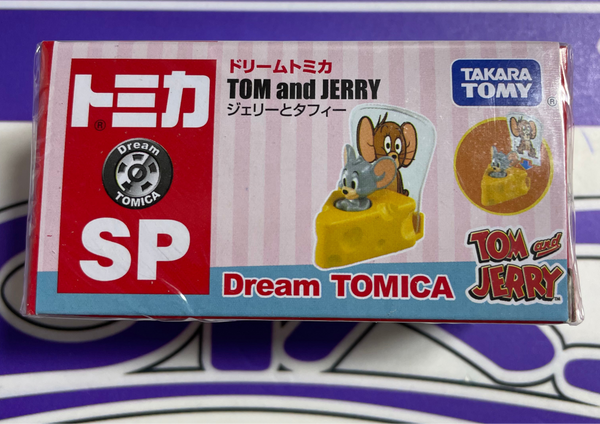 トミカ
®
Dream
TOMICA
SP
ドリームトミカ
TOM and JERRY
ジェリーとタフィー
TAKARA
TOMY
®
Dream TOMICA
TOM and
JERRY
™